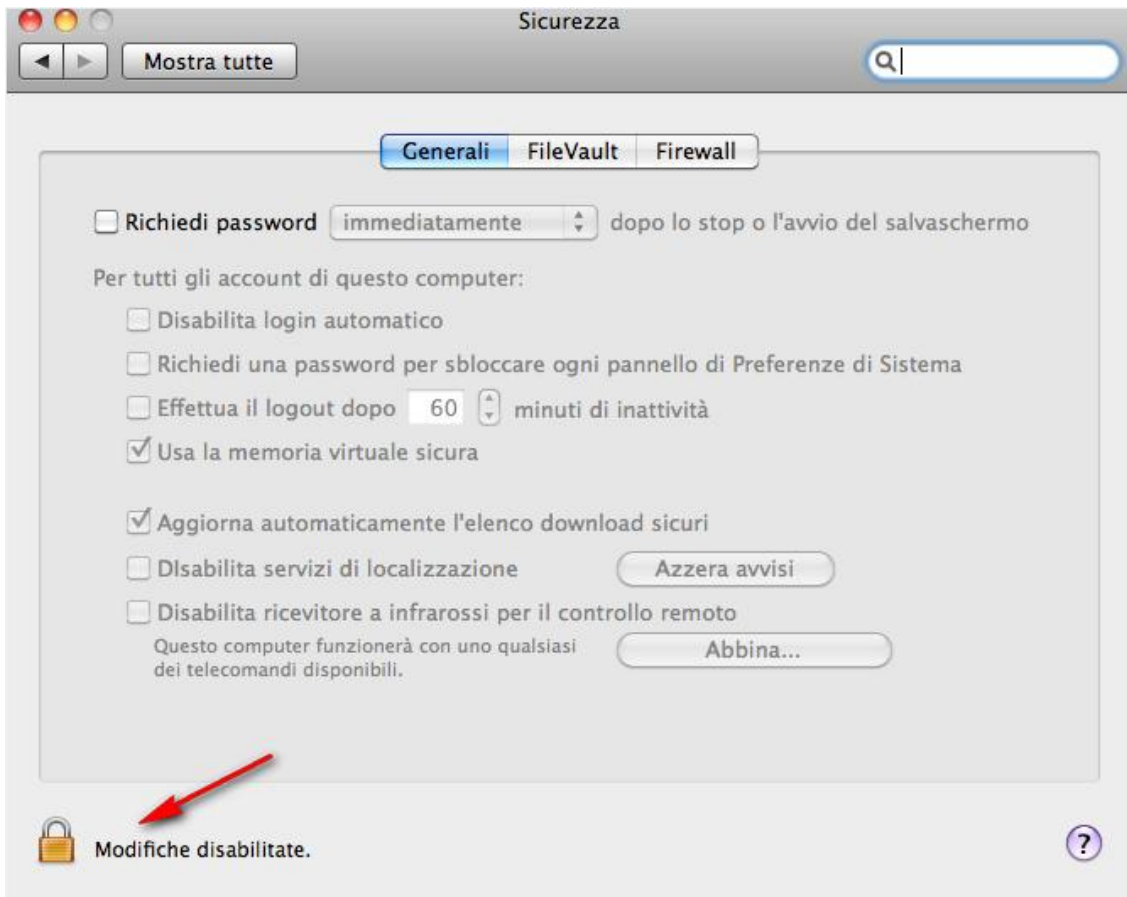 Sicurezza
Mostra tutte
Generali FileVault Firewall
Richiedi password immediatamente dopo lo stop o l'avvio del salvaschermo
Per tutti gli account di questo computer:
Disabilita login automatico
Richiedi una password per sbloccare ogni pannello di Preferenze di Sistema
Effettua il logout dopo 60 minuti di inattività
Usa la memoria virtuale sicura
Aggiorna automaticamente l'elenco download sicuri
DIsabilita servizi di localizzazione Azzera avvisi
Disabilita ricevitore a infrarossi per il controllo remoto
Questo computer funzionerà con uno qualsiasi Abbina...
dei telecomandi disponibili.
Modifiche disabilitate. ?